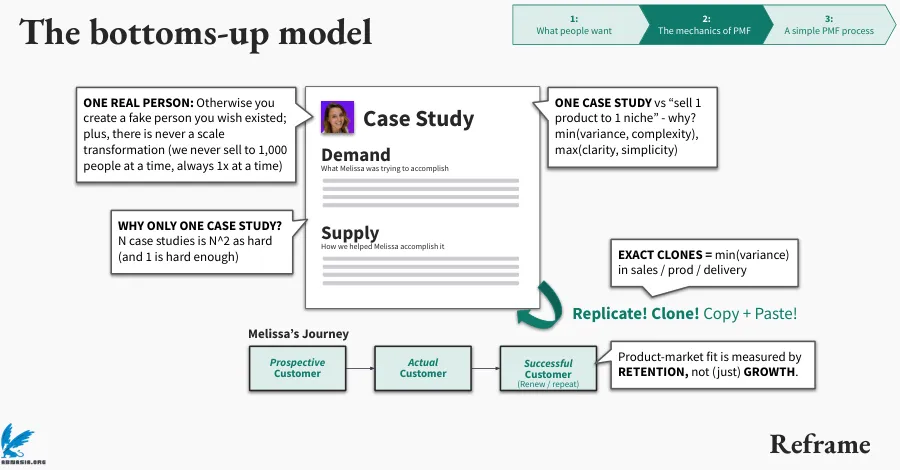 The bottoms-up model
1:
What people want
2:
The mechanics of PMF
3:
A simple PMF process
ONE REAL PERSON: Otherwise you
create a fake person you wish existed;
plus, there is never a scale
transformation (we never sell to 1,000
people at a time, always 1x at a time)
Case Study
Demand
What Melissa was trying to accomplish
Supply
How we helped Melissa accomplish it
ONE CASE STUDY vs “sell 1
product to 1 niche” - why?
min(variance, complexity),
max(clarity, simplicity)
WHY ONLY ONE CASE STUDY?
N case studies is N^2 as hard
(and 1 is hard enough)
EXACT CLONES = min(variance)
in sales / prod / delivery
Replicate! Clone! Copy + Paste!
Melissa’s Journey
Prospective
Customer
Actual
Customer
Successful
Customer
(Renew / repeat)
Product-market fit is measured by
RETENTION, not (just) GROWTH.
Reframe